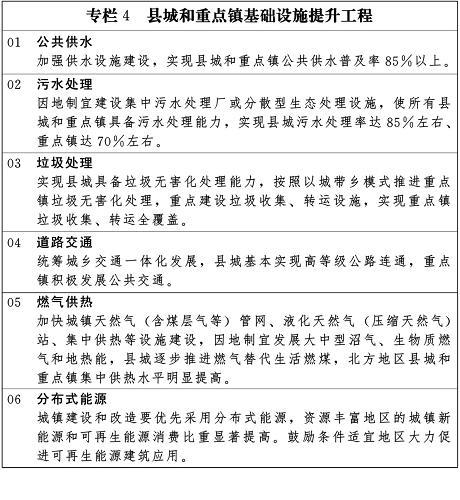 专栏 4 县城和重点镇基础设施提升工程
01 公共供水
加强供水设施建设，实现县城和重点镇公共供水普及率 85%以上。
02 污水处理
因地制宜建设集中污水处理厂或分散型生态处理设施，使所有县
城和重点镇具备污水处理能力，实现县城污水处理率达 85%左右、
重点镇达 70%左右。
03 垃圾处理
实现县城具备垃圾无害化处理能力，按照以城带乡模式推进重点
镇垃圾无害化处理，重点建设垃圾收集、转运设施，实现重点镇
垃圾收集、转运全覆盖。
04 道路交通
统筹城乡交通一体化发展，县城基本实现高等级公路连通，重点
镇积极发展公共交通。
05 燃气供热
加快城镇天然气（含煤层气等）管网、液化天然气（压缩天然气）
站、集中供热等设施建设，因地制宜发展大中型沼气、生物质燃
气和地热能，县城逐步推进燃气替代生活燃煤，北方地区县城和
重点镇集中供热水平明显提高。
06 分布式能源
城镇建设和改造要优先采用分布式能源，资源丰富地区的城镇新
能源和可再生能源消费比重显著提高。鼓励条件适宜地区大力促
进可再生能源建筑应用。